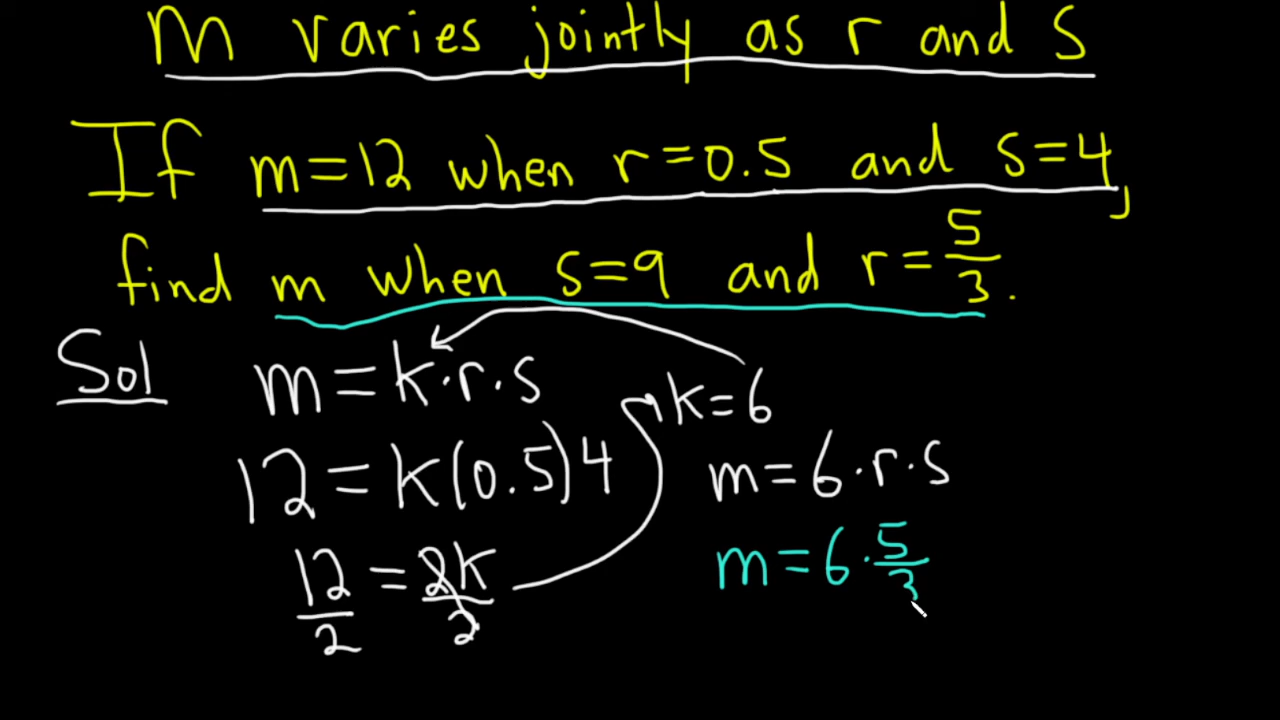 m varies jointly as r and s
If m=12 when r=0.5 and s=4,
find m when s=9 and r=5/3.
Sol
m=k·r·s
12=k(0.5)4
12/2=2k/2
k=6
m=6·r·s
m=6·5/3